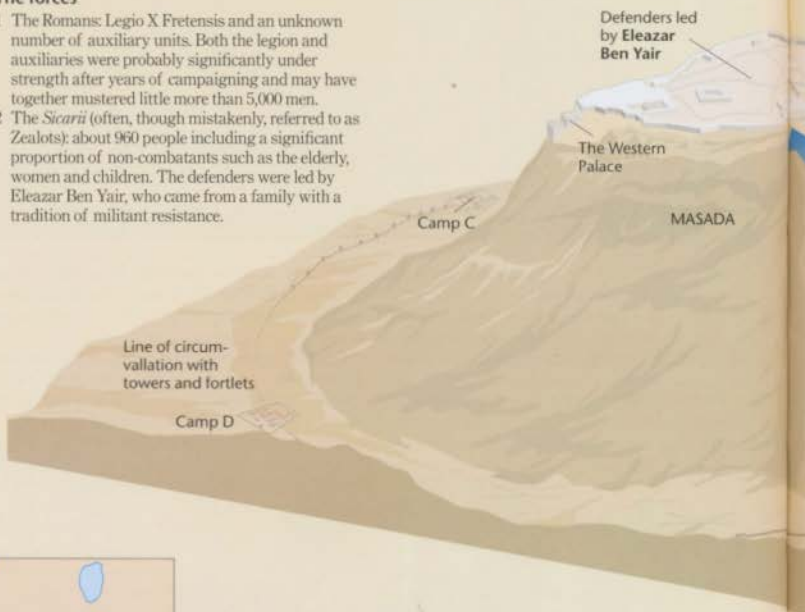 The forces
The Romans: Legio X Fretensis and an unknown
number of auxiliary units. Both the legion and
auxiliaries were probably significantly under
strength after years of campaigning and may have
together mustered little more than 5,000 men.
2 The Sicarii (often, though mistakenly, referred to as
Zealots): about 960 people including a significant
proportion of non-combatants such as the elderly,
women and children. The defenders were led by
Eleazar Ben Yair, who came from a family with a
tradition of militant resistance.
Defenders led
by Eleazar
Ben Yair
The Western
Palace
Camp C
MASADA
Line of circum-
vallation with
towers and fortlets
Camp D